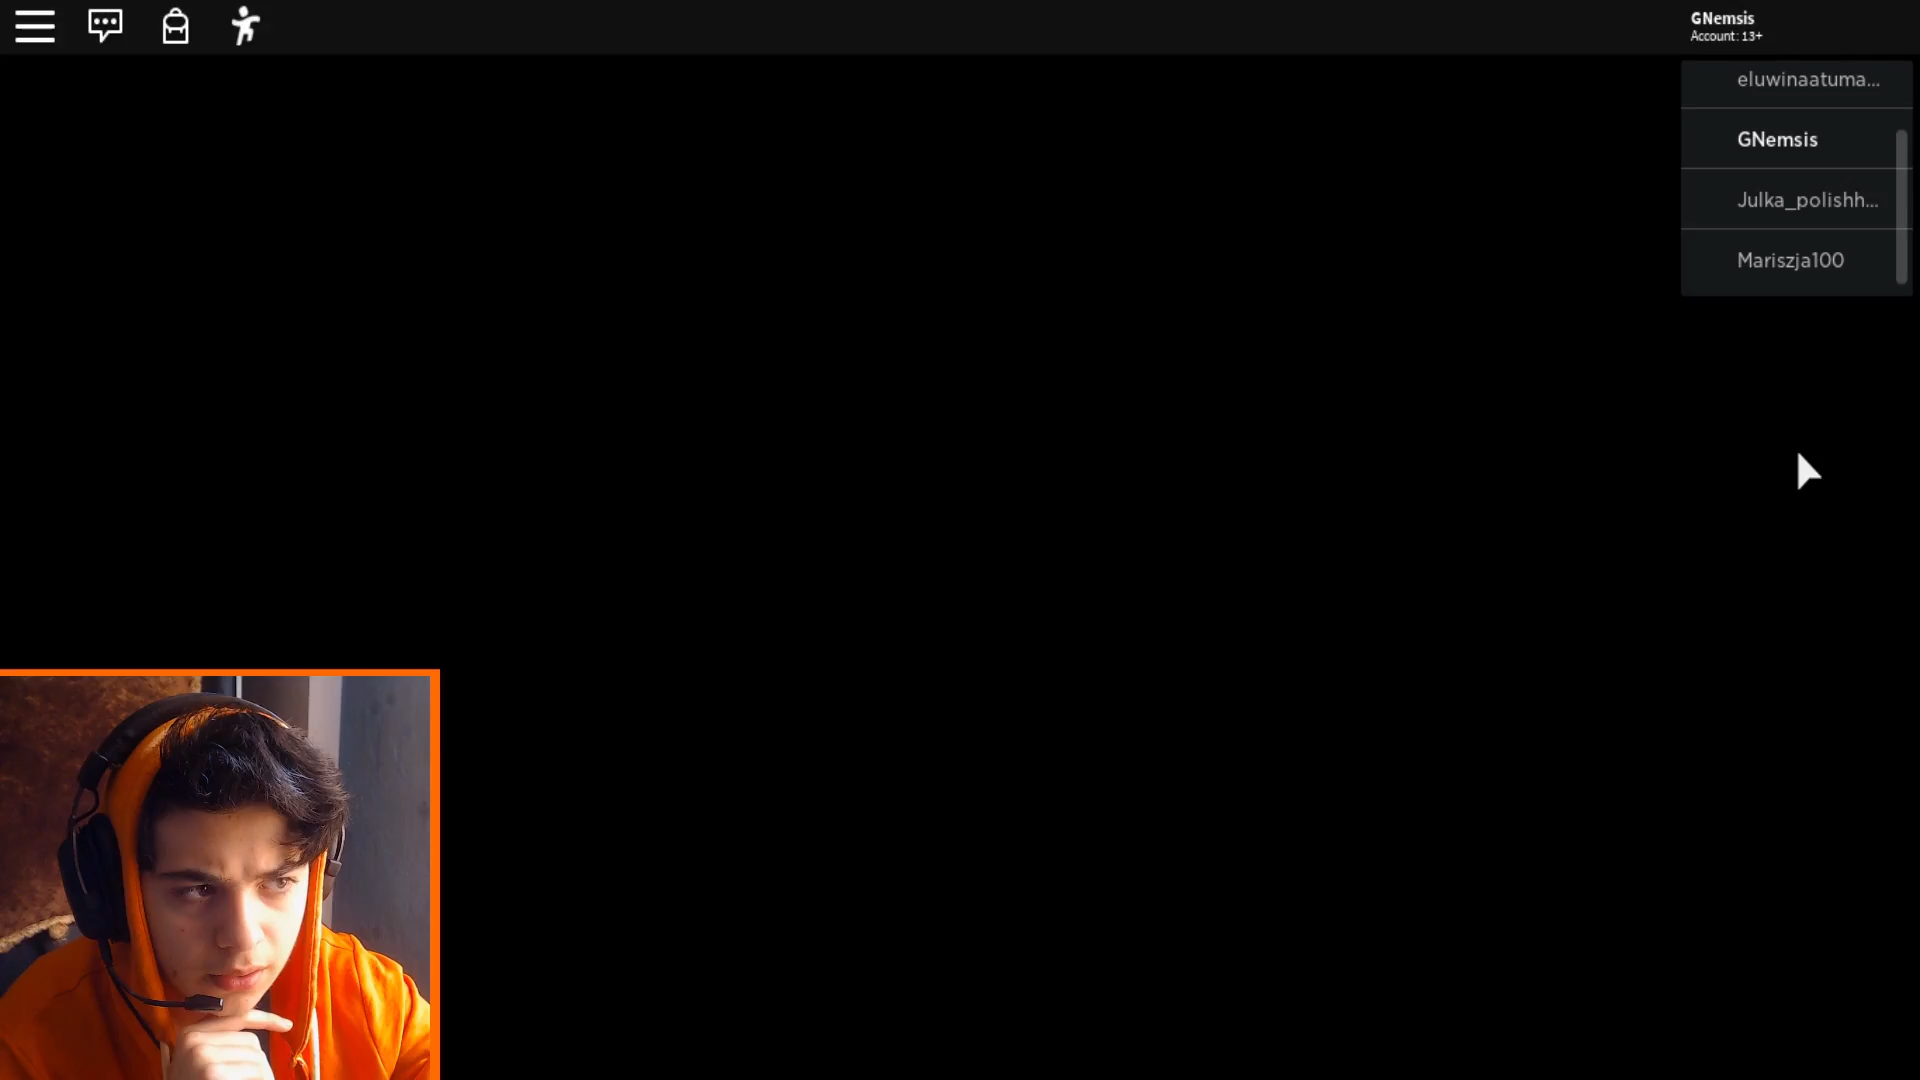 GNemsis
Account: 13+
eluwinaatuma...
GNemsis
Julka_polishh...
Mariszja100